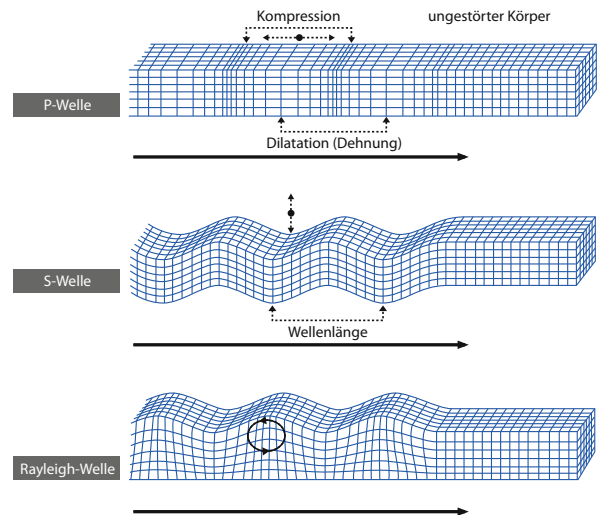 Kompression
ungestörter Körper
P-Welle
Dilatation (Dehnung)
S-Welle
Wellenlänge
Rayleigh-Welle